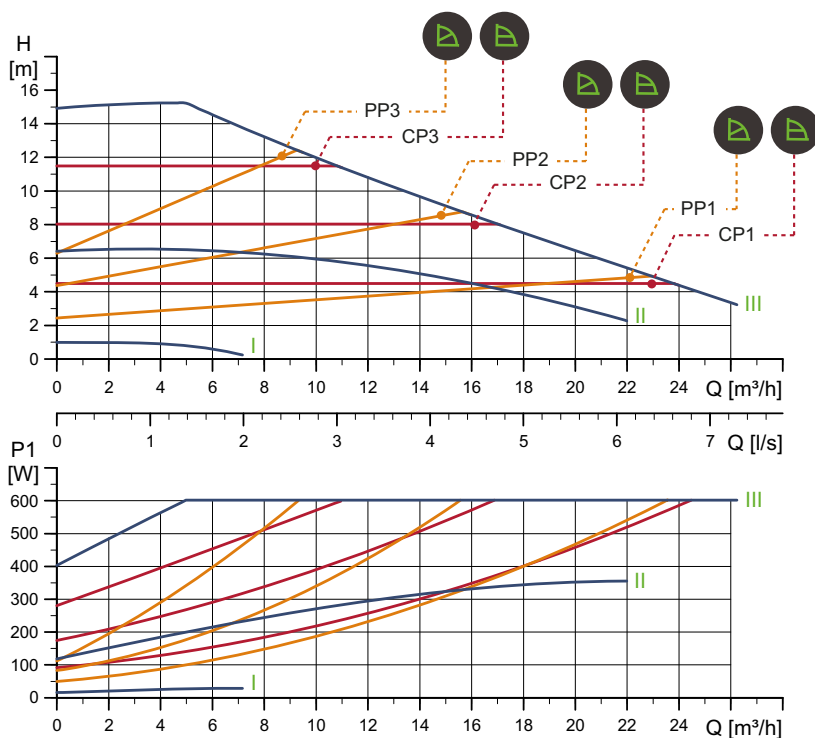 H
[m]
16
14
12
10
8
6
4
2
0
PP3
CP3
PP2
CP2
PP1
CP1
I
II
III
0 2 4 6 8 10 12 14 16 18 20 22 24 Q [m³/h]
0 1 2 3 4 5 6 7 Q [l/s]
P1
[W]
600
500
400
300
200
100
0
III
II
I
0 2 4 6 8 10 12 14 16 18 20 22 24 Q [m³/h]